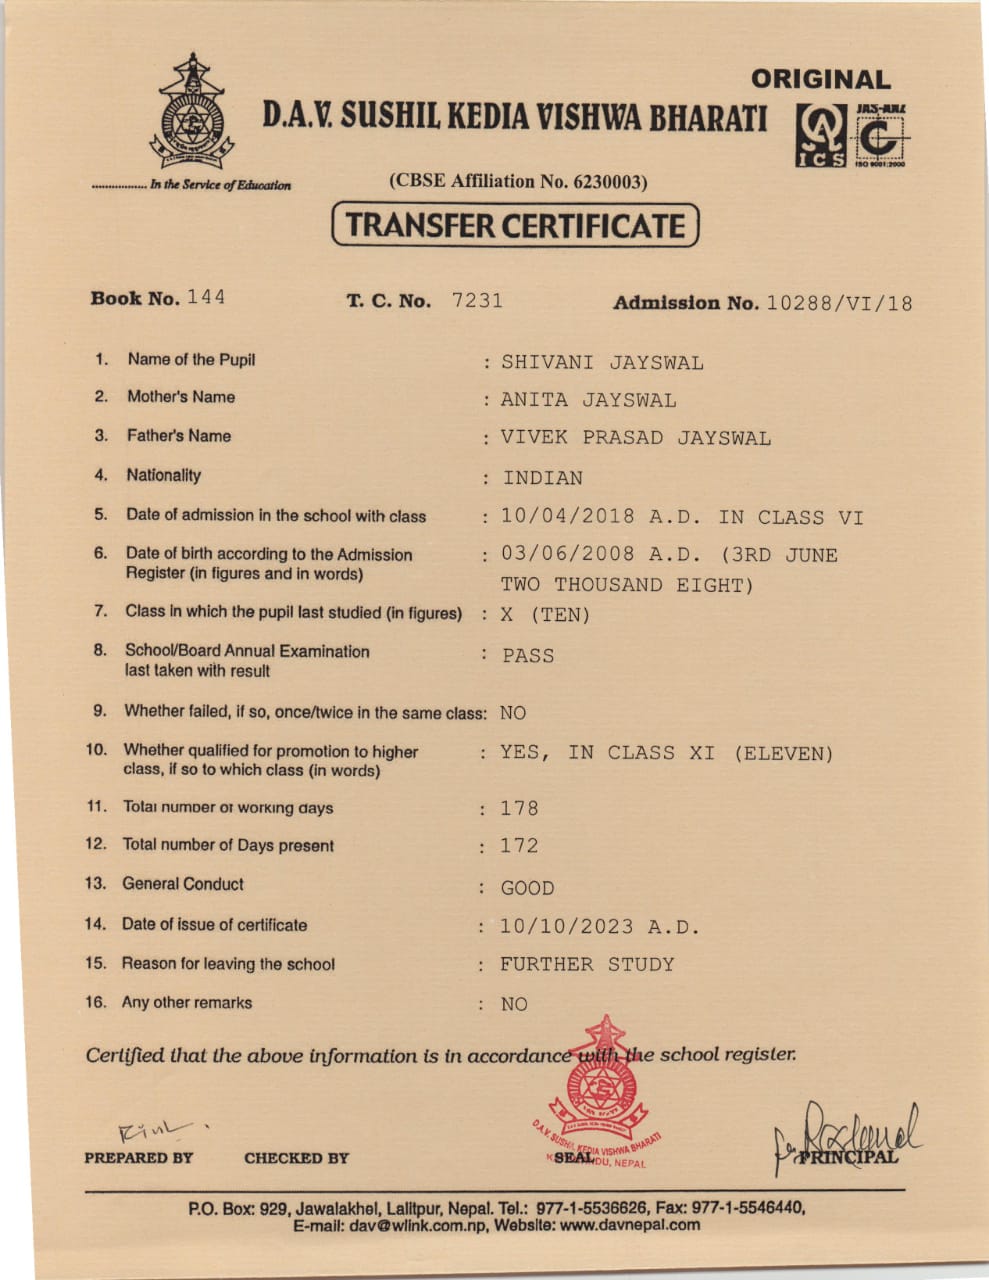 ORIGINAL
D.A.V. SUSHIL KEDIA VISHWA BHARATI
ICS
JAS-ANZ
C
ISO 9001:2000
................. In the Service of Education
(CBSE Affiliation No. 6230003)
TRANSFER CERTIFICATE
Book No. 144 T. C. No. 7231 Admission No. 10288/VI/18
1. Name of the Pupil : SHIVANI JAYSWAL
2. Mother's Name : ANITA JAYSWAL
3. Father's Name : VIVEK PRASAD JAYSWAL
4. Nationality : INDIAN
5. Date of admission in the school with class : 10/04/2018 A.D. IN CLASS VI
6. Date of birth according to the Admission : 03/06/2008 A.D. (3RD JUNE
Register (in figures and in words) TWO THOUSAND EIGHT)
7. Class in which the pupil last studied (in figures) : X (TEN)
8. School/Board Annual Examination : PASS
last taken with result
9. Whether failed, if so, once/twice in the same class: NO
10. Whether qualified for promotion to higher : YES, IN CLASS XI (ELEVEN)
class, if so to which class (in words)
11. Total number of working days : 178
12. Total number of Days present : 172
13. General Conduct : GOOD
14. Date of issue of certificate : 10/10/2023 A.D.
15. Reason for leaving the school : FURTHER STUDY
16. Any other remarks : NO
Certified that the above information is in accordance with the school register.
D.A.V. SUSHIL KEDIA VISHWA BHARATI
NEPAL
PREPARED BY CHECKED BY SEAL PRINCIPAL
P.O. Box: 929, Jawalakhel, Lalitpur, Nepal. Tel.: 977-1-5536626, Fax: 977-1-5546440,
E-mail: dav@wlink.com.np, Website: www.davnepal.com